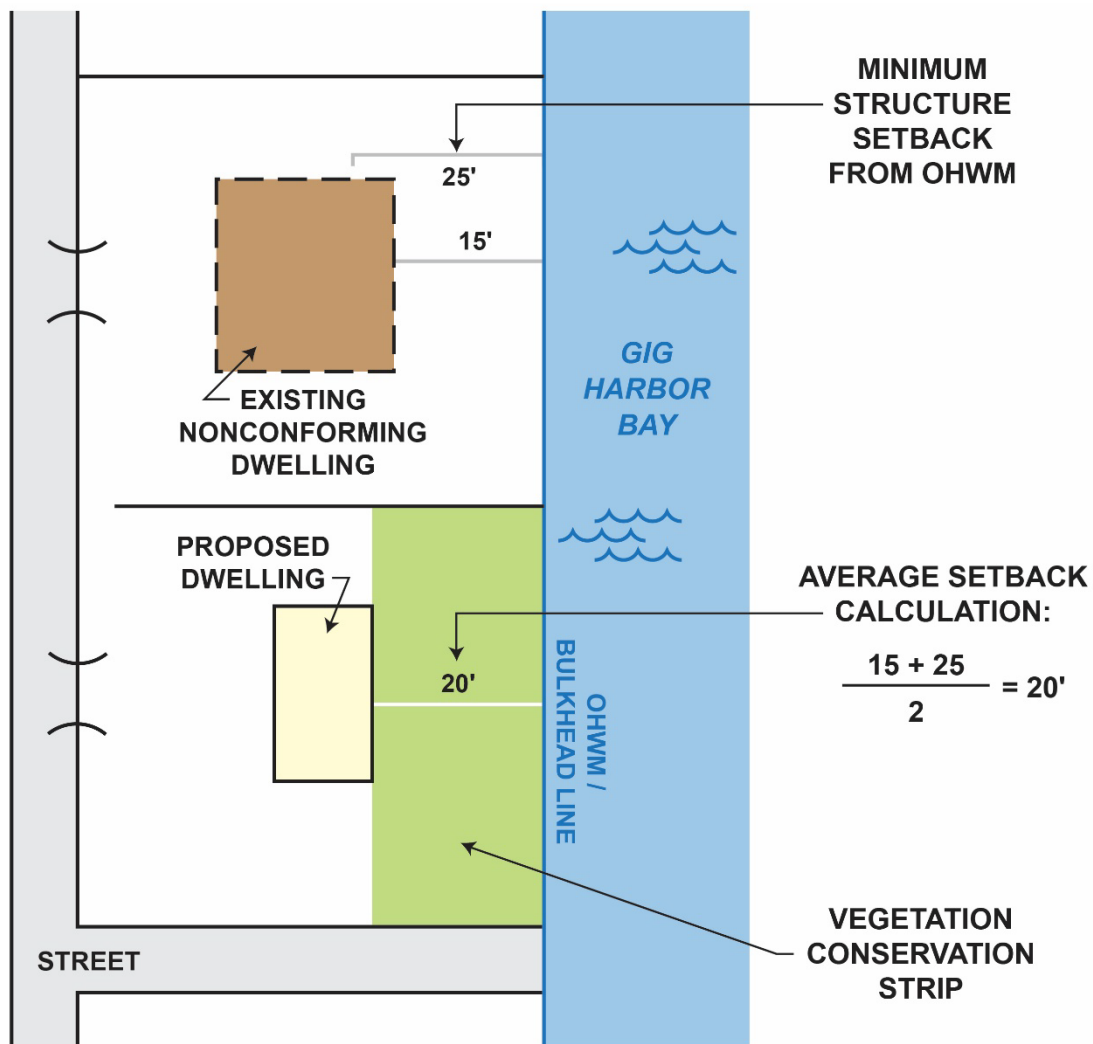 MINIMUM
STRUCTURE
SETBACK
FROM OHWM
25'
15'
EXISTING
NONCONFORMING
DWELLING
GIG
HARBOR
BAY
PROPOSED
DWELLING
20'
OHWM /
BULKHEAD LINE
AVERAGE SETBACK
CALCULATION:
15 + 25
2
= 20'
VEGETATION
CONSERVATION
STRIP
STREET